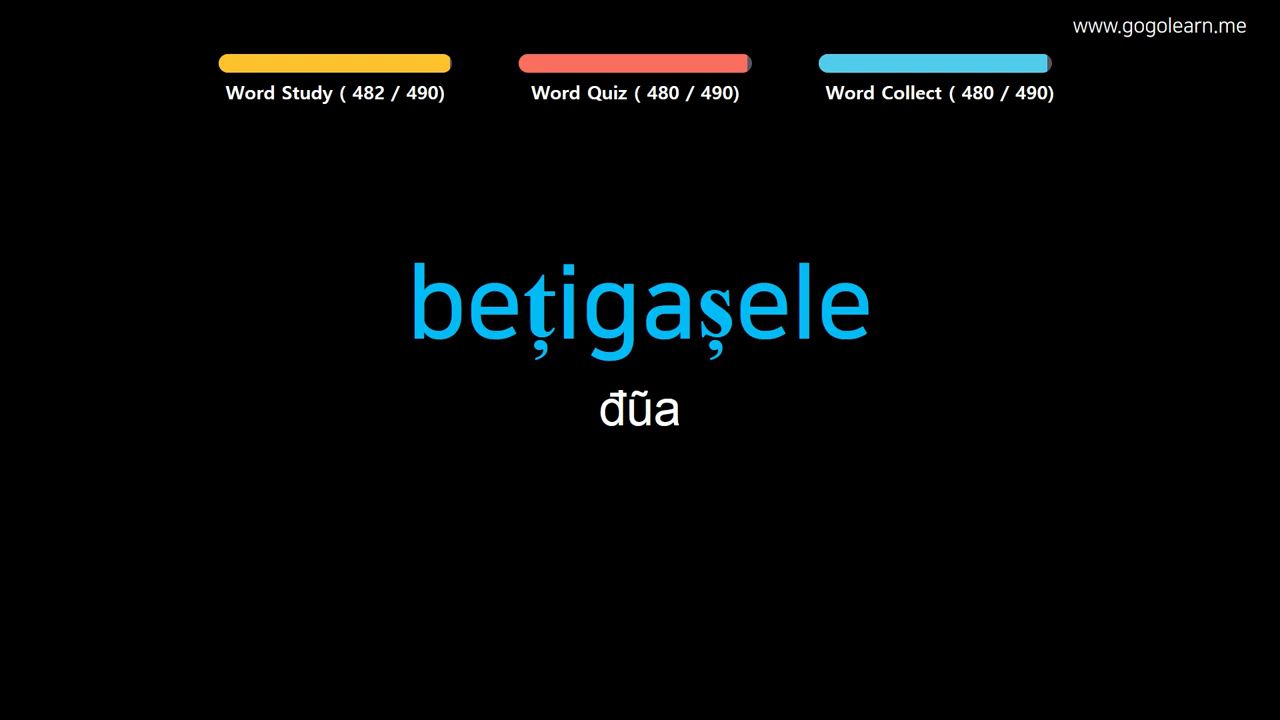 www.gogolearn.me
Word Study ( 482 / 490)
Word Quiz ( 480 / 490)
Word Collect ( 480 / 490)
bețigașele
đũa